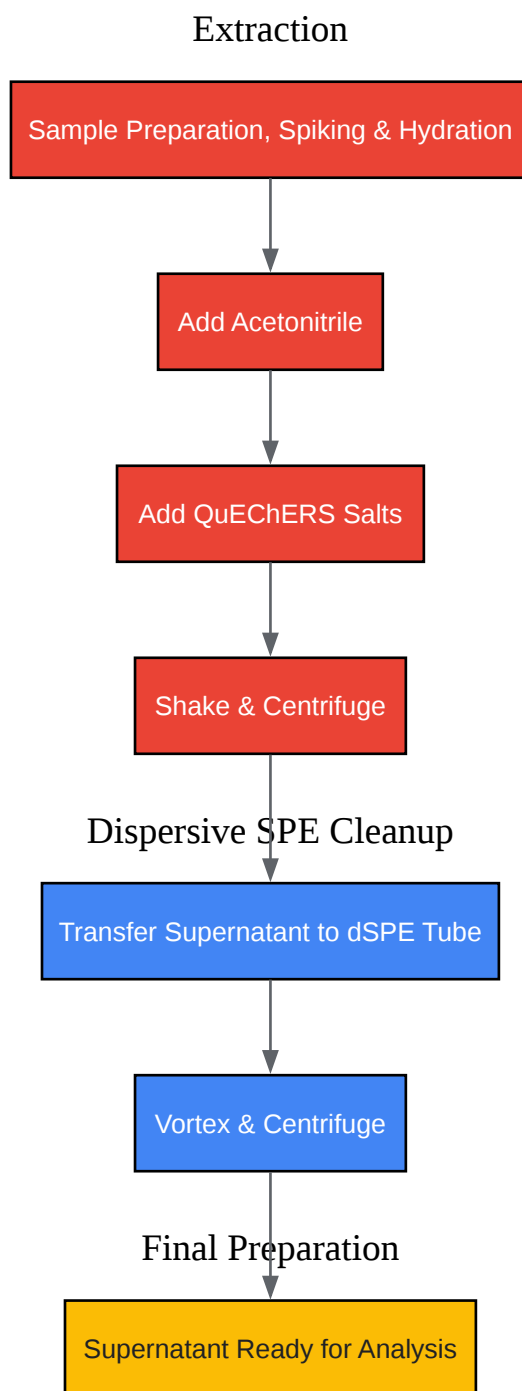 Extraction
Sample Preparation, Spiking & Hydration
Add Acetonitrile
Add QuEChERS Salts
Shake & Centrifuge
Dispersive SPE Cleanup
Transfer Supernatant to dSPE Tube
Vortex & Centrifuge
Final Preparation
Supernatant Ready for Analysis